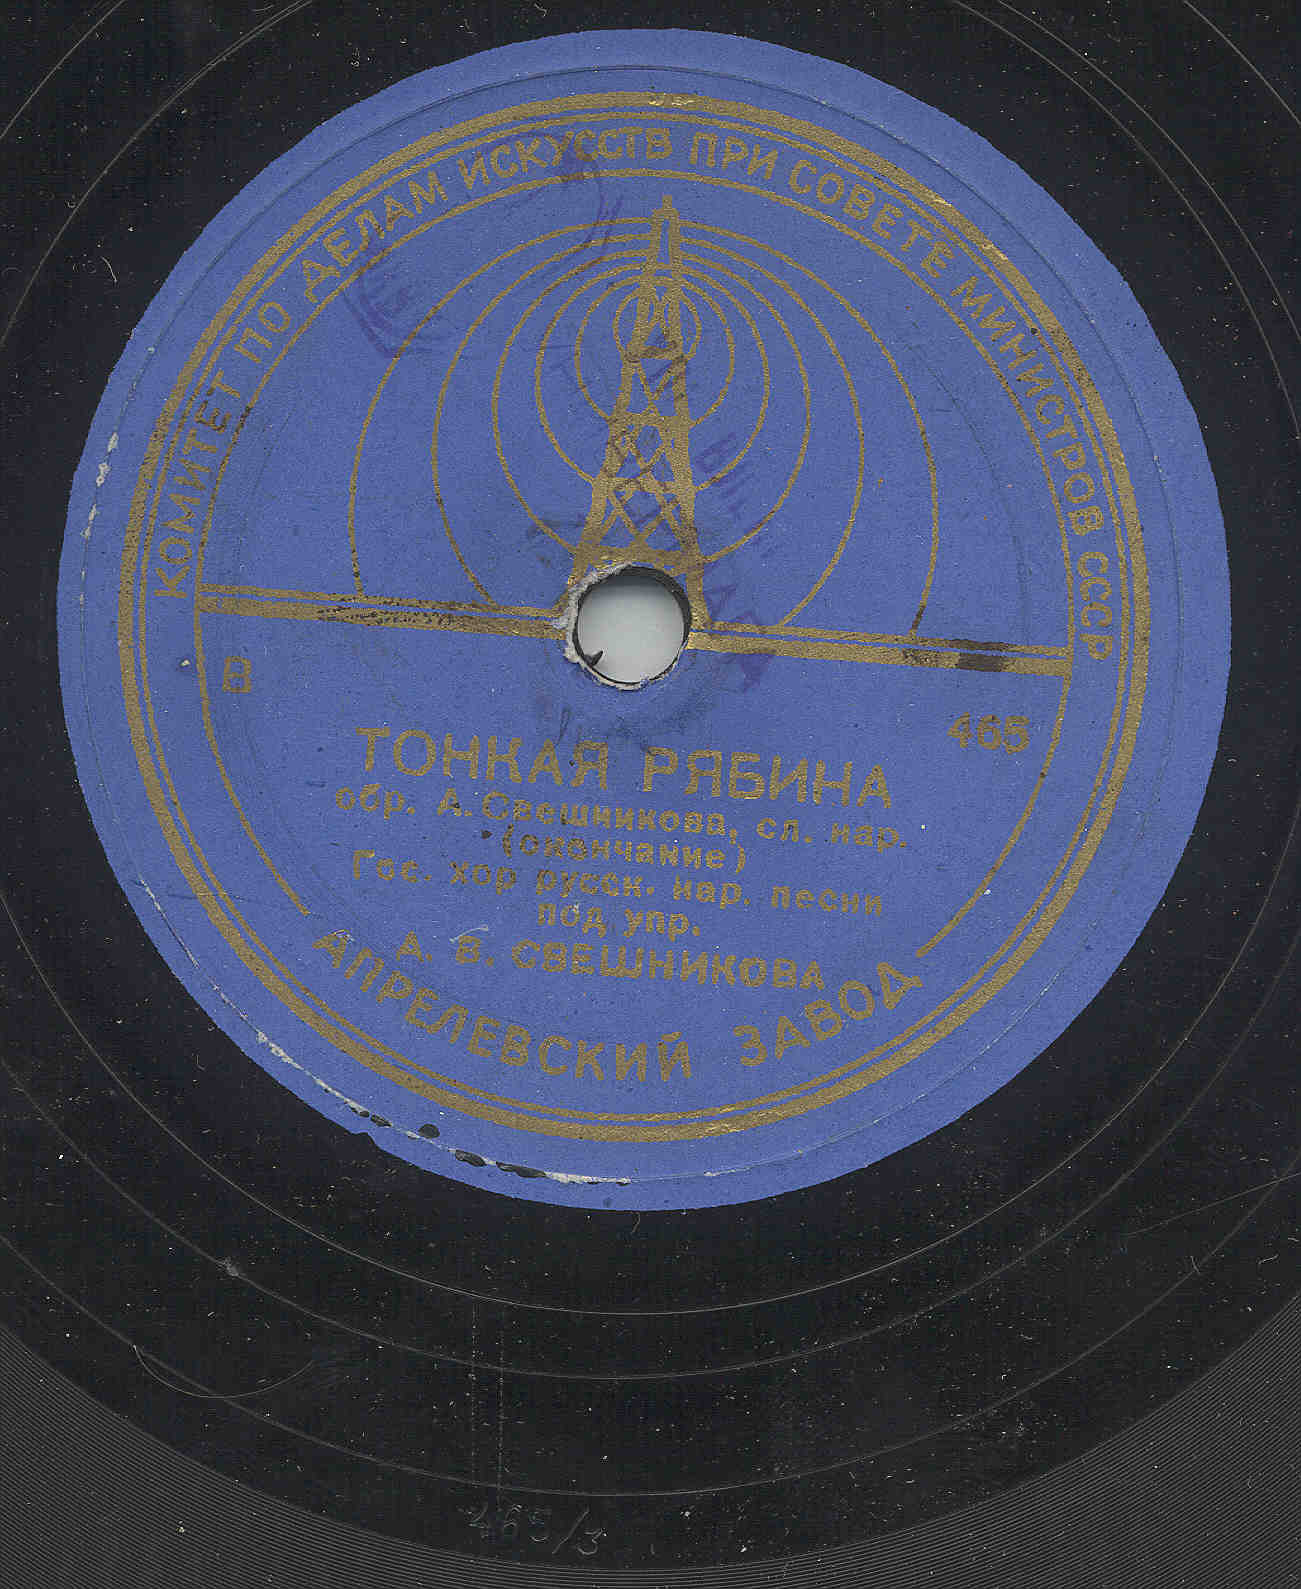 КОМИТЕТ ПО ДЕЛАМ ИСКУССТВ ПРИ СОВЕТЕ МИНИСТРОВ СССР
В
465
ТОНКАЯ РЯБИНА
обр. А. Свешникова, сл. нар.
(окончание)
Гос. хор русск. нар. песни
под упр.
А. В. СВЕШНИКОВА
АПРЕЛЕВСКИЙ ЗАВОД
465/3